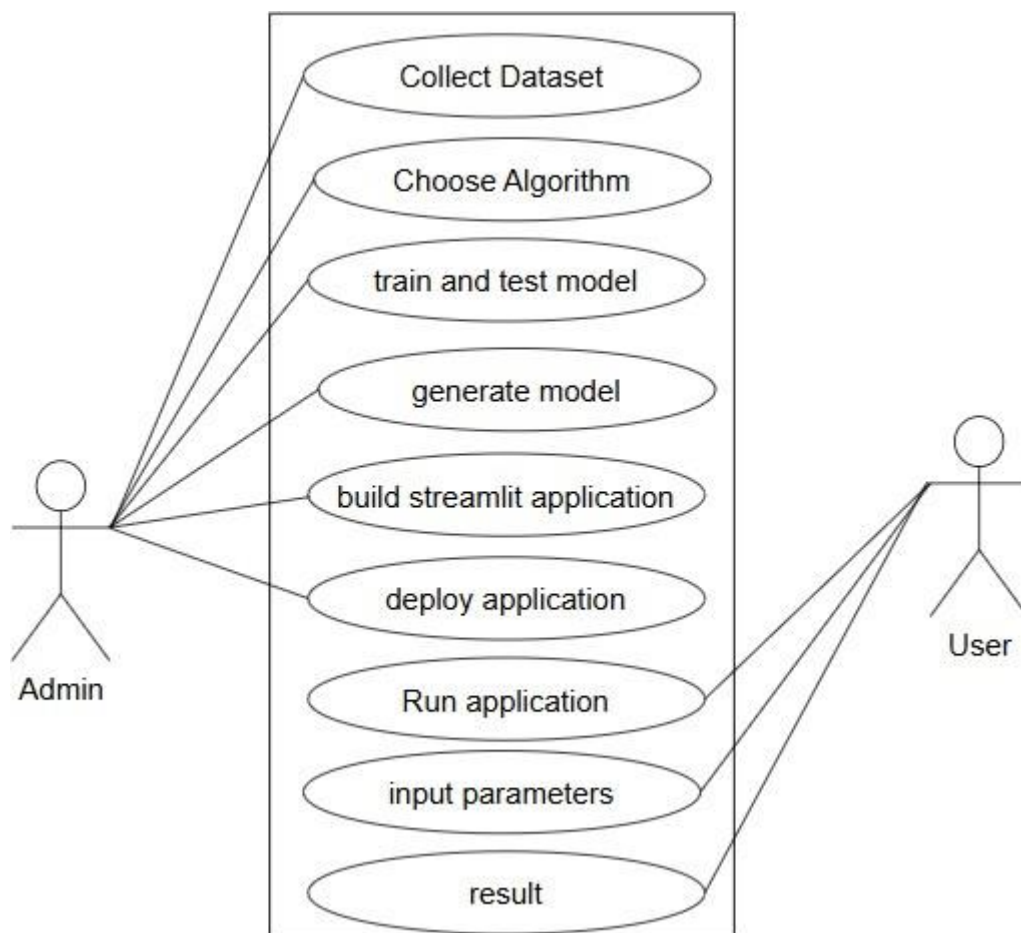 Collect Dataset
Choose Algorithm
train and test model
generate model
build streamlit application
deploy application
Run application
input parameters
result
Admin
User